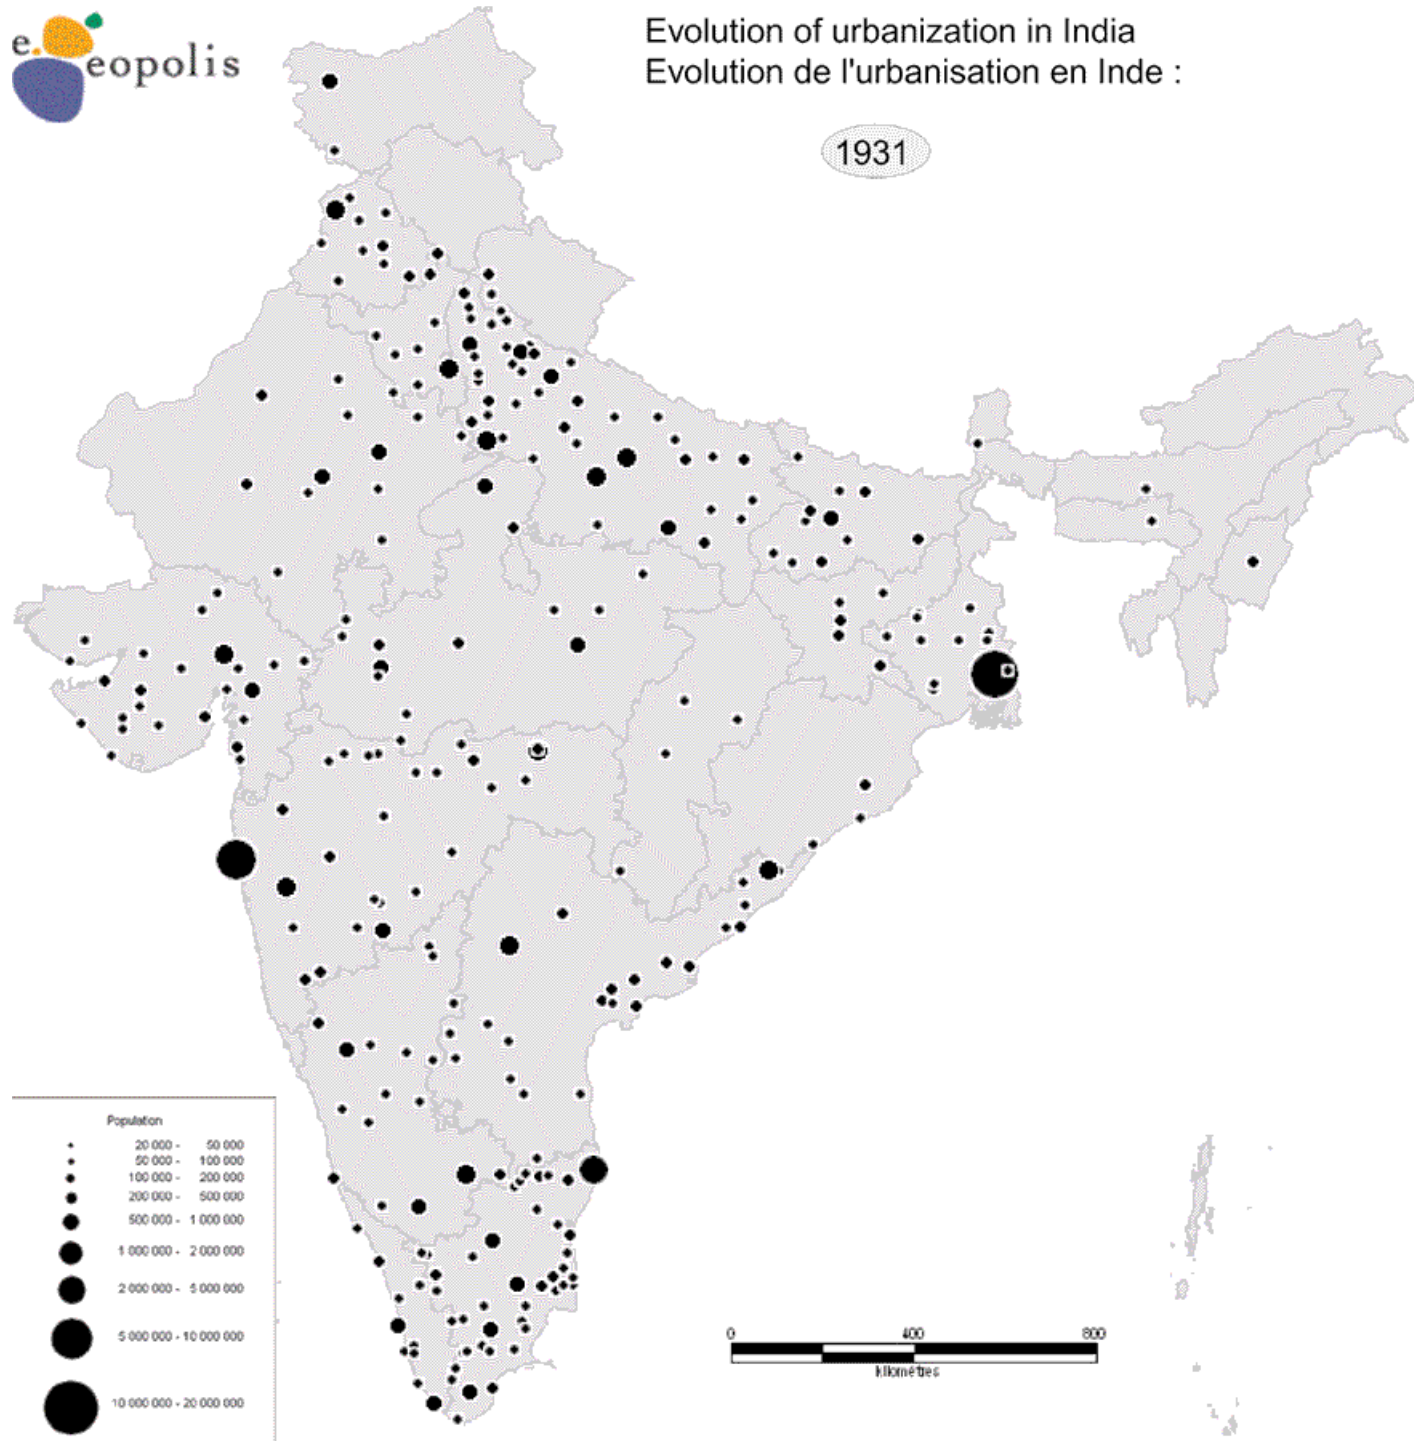 e.
eopolis
Evolution of urbanization in India
Evolution de l'urbanisation en Inde :
1931
Population
20 000 - 50 000
50 000 - 100 000
100 000 - 200 000
200 000 - 500 000
500 000 - 1 000 000
1 000 000 - 2 000 000
2 000 000 - 5 000 000
5 000 000 - 10 000 000
10 000 000 - 20 000 000
0 400 800
kilomètres